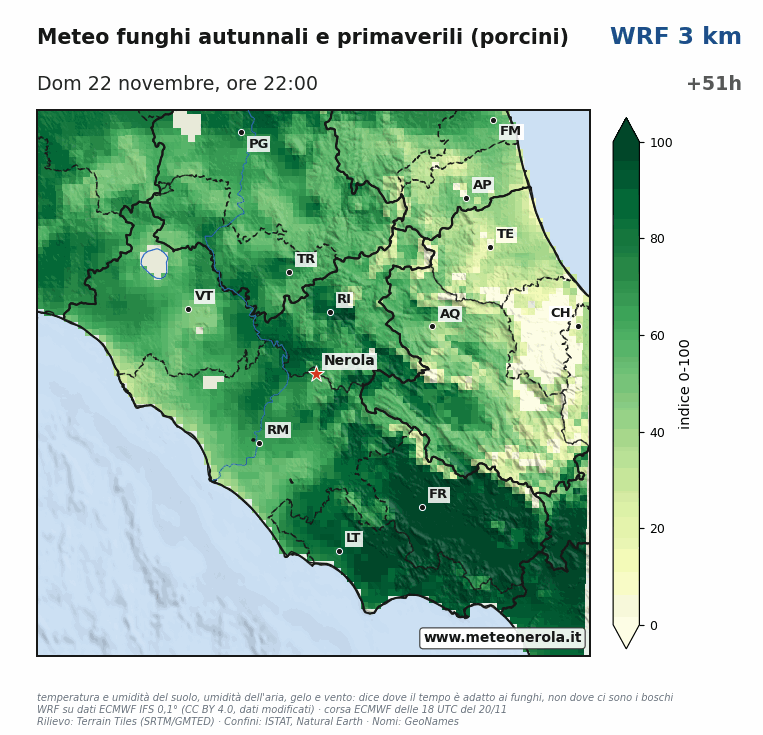 Meteo funghi autunnali e primaverili (porcini)
WRF 3 km
Dom 22 novembre, ore 22:00
+51h
FM
PG
AP
TE
TR
VT
RI
AQ
CH
Nerola
RM
FR
LT
www.meteonerola.it
100
80
60
40
20
0
indice 0-100
temperatura e umidità del suolo, umidità dell'aria, gelo e vento: dice dove il tempo è adatto ai funghi, non dove ci sono i boschi
WRF su dati ECMWF IFS 0,1° (CC BY 4.0, dati modificati) · corsa ECMWF delle 18 UTC del 20/11
Rilievo: Terrain Tiles (SRTM/GMTED) · Confini: ISTAT, Natural Earth · Nomi: GeoNames